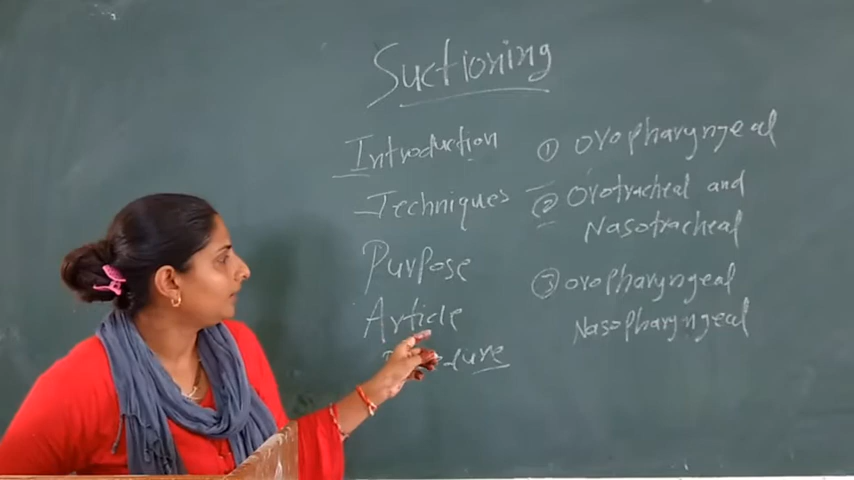 Suctioning
Introduction
Techniques
Purpose
Article
① Oropharyngeal
② Orotracheal and
Nasotracheal
③ oropharyngeal
Nasopharyngeal